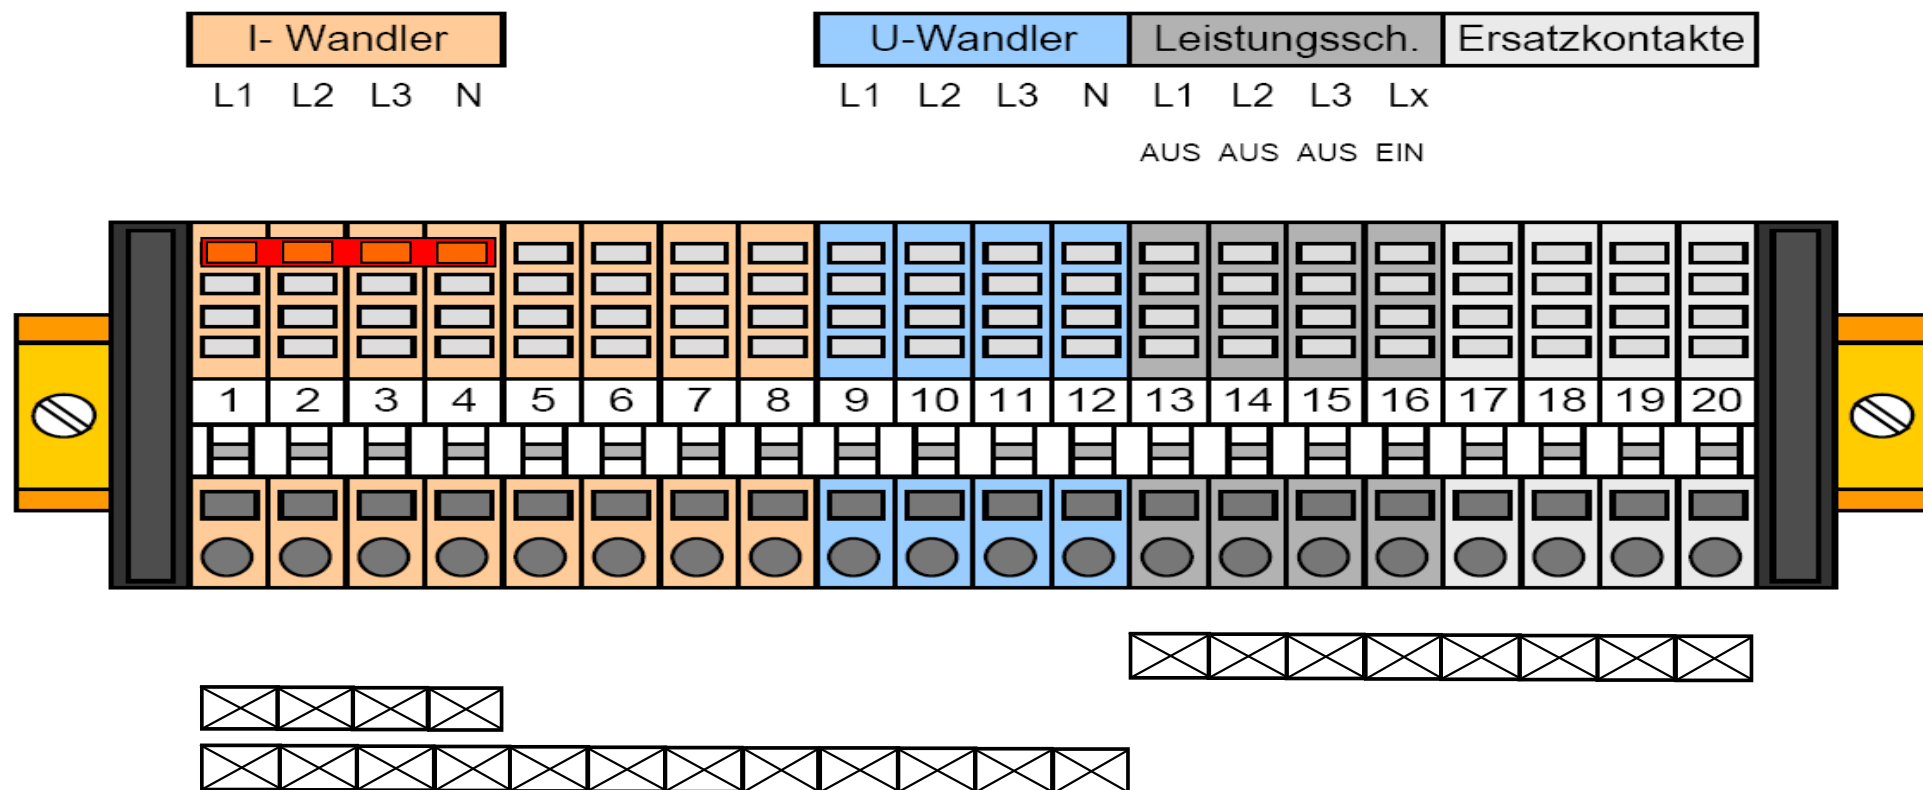 I- Wandler U-Wandler Leistungssch. Ersatzkontakte
L1 L2 L3 N L1 L2 L3 N L1 L2 L3 Lx
AUS AUS AUS EIN
1 2 3 4 5 6 7 8 9 10 11 12 13 14 15 16 17 18 19 20